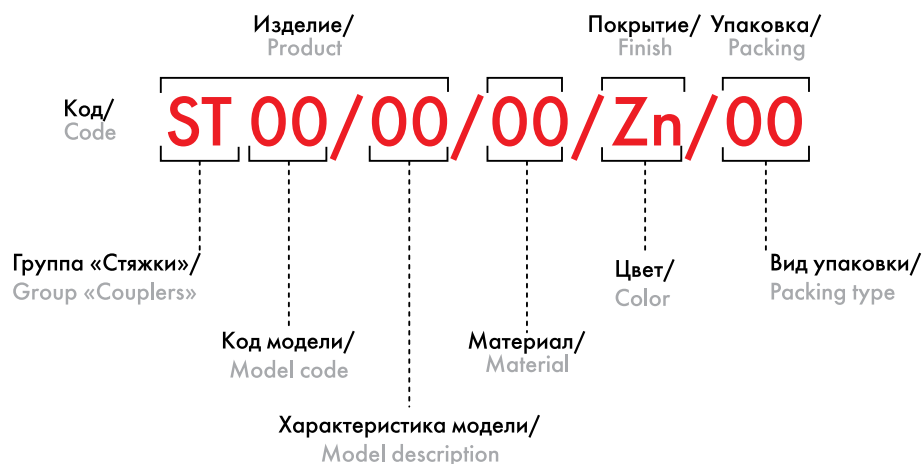 Изделие/
Product
Покрытие/
Finish
Упаковка/
Packing
Код/
Code
ST 00/00/00/Zn/00
Группа «Стяжки»/
Group «Couplers»
Цвет/
Color
Вид упаковки/
Packing type
Код модели/
Model code
Материал/
Material
Характеристика модели/
Model description